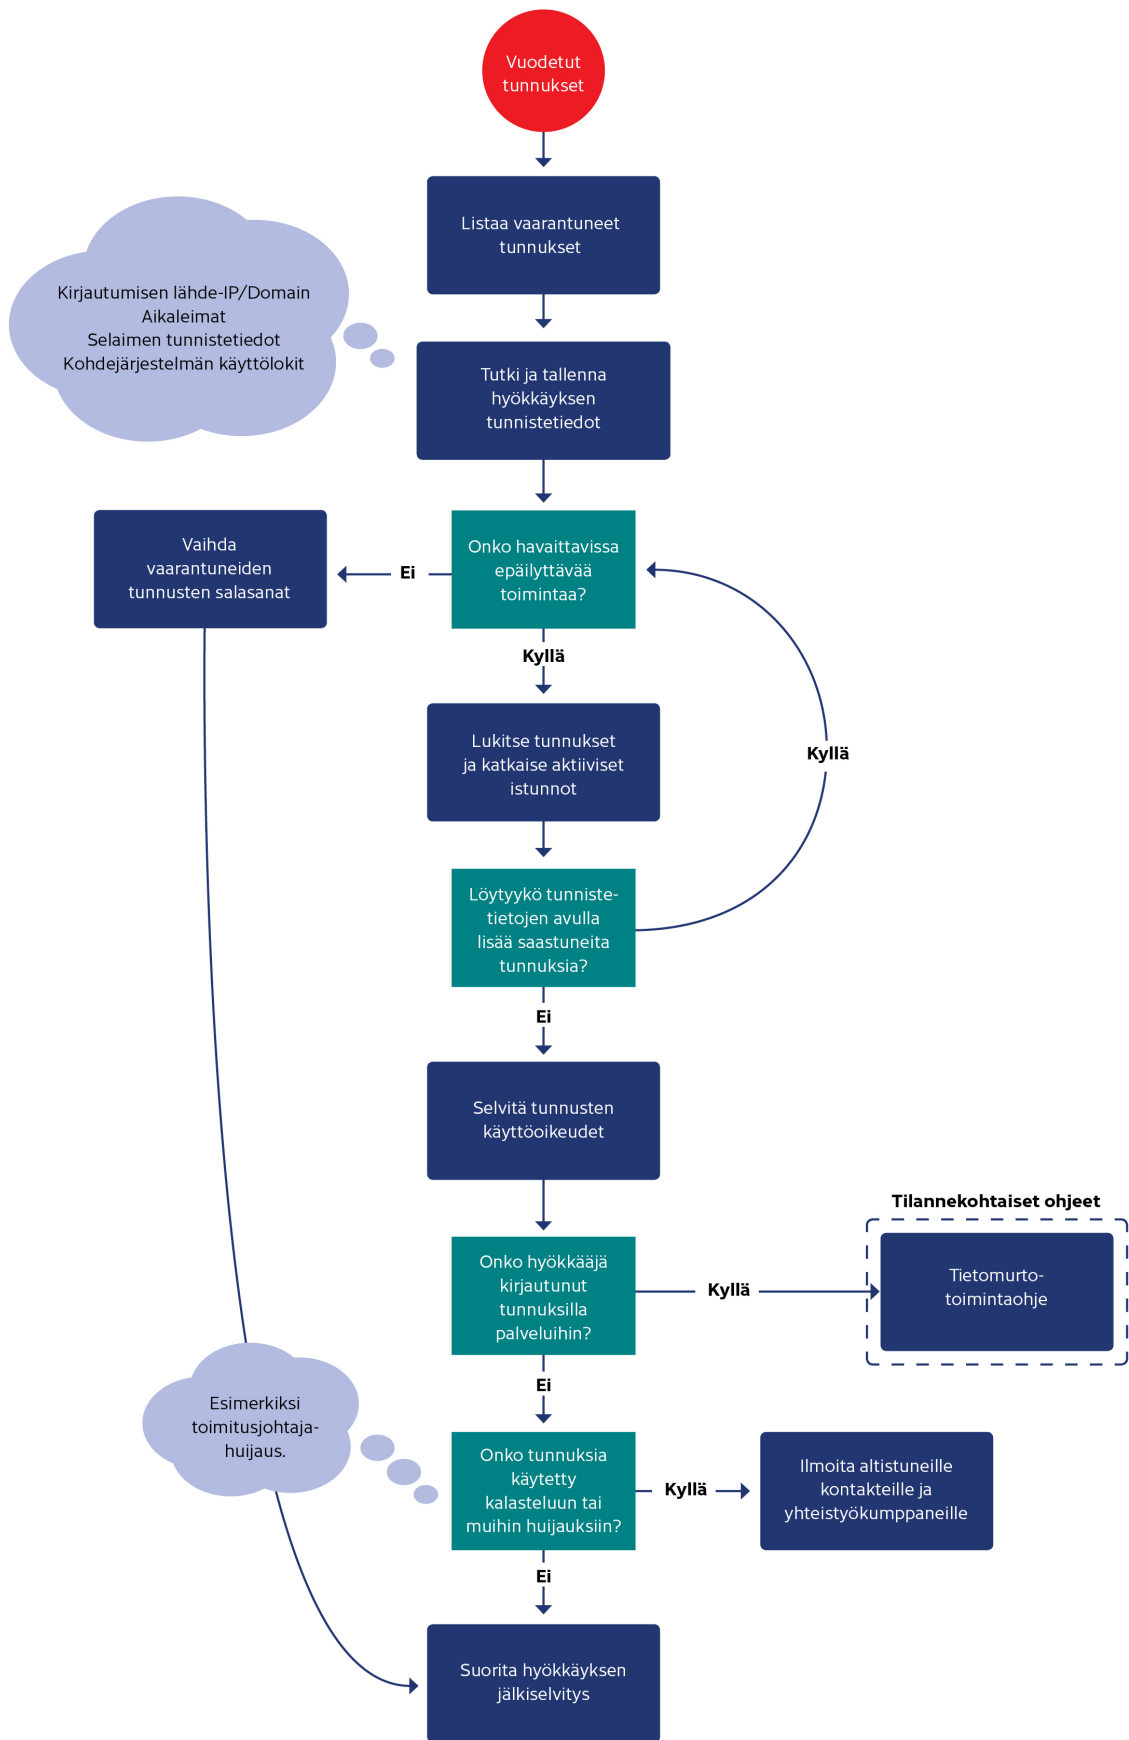 Vuodetut
tunnukset
Listaa vaarantuneet
tunnukset
Kirjautumisen lähde-IP/Domain
Aikaleimat
Selaimen tunnistetiedot
Kohdejärjestelmän käyttölokit
Tutki ja tallenna
hyökkäyksen
tunnistetiedot
Onko havaittavissa
epäilyttävää
toimintaa?
Ei
Vaihda
vaarantuneiden
tunnusten salasanat
Kyllä
Lukitse tunnukset
ja katkaise aktiiviset
istunnot
Kyllä
Löytyykö tunniste-
tietojen avulla
lisää saastuneita
tunnuksia?
Ei
Selvitä tunnusten
käyttöoikeudet
Tilannekohtaiset ohjeet
Onko hyökkääjä
kirjautunut
tunnuksilla
palveluihin?
Kyllä
Tietomurto-
toimintaohje
Ei
Esimerkiksi
toimitusjohtaja-
huijaus.
Onko tunnuksia
käytetty
kalasteluun tai
muihin huijauksiin?
Kyllä
Ilmoita altistuneille
kontakteille ja
yhteistyökumppaneille
Ei
Suorita hyökkäyksen
jälkiselvitys